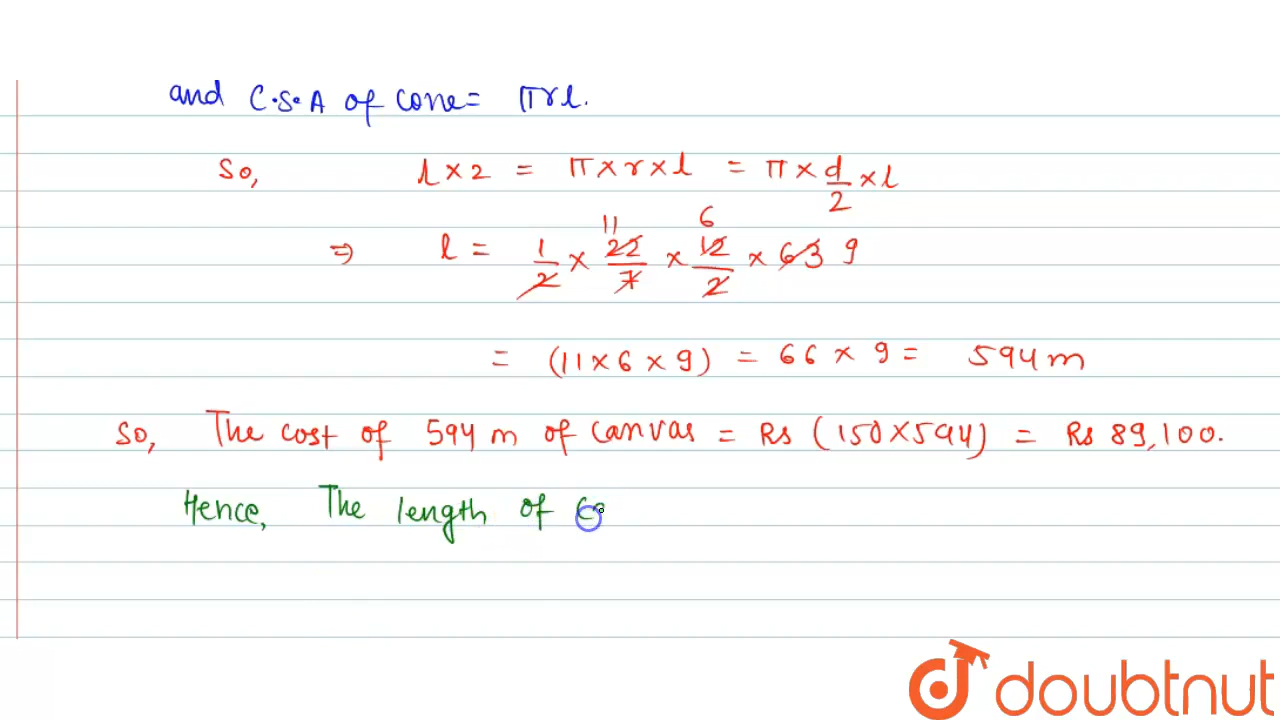 and C.S.A of cone = πrl.
So, l × 2 = π × r × l = π × d/2 × l
⇒ l = 1/2 × 22/7 11 × 12/2 6 × 63 9
= (11 × 6 × 9) = 66 × 9 = 594 m
So, The cost of 594 m of canvas = Rs (150 × 594) = Rs 89,100.
Hence, The length of ca
doubtnut